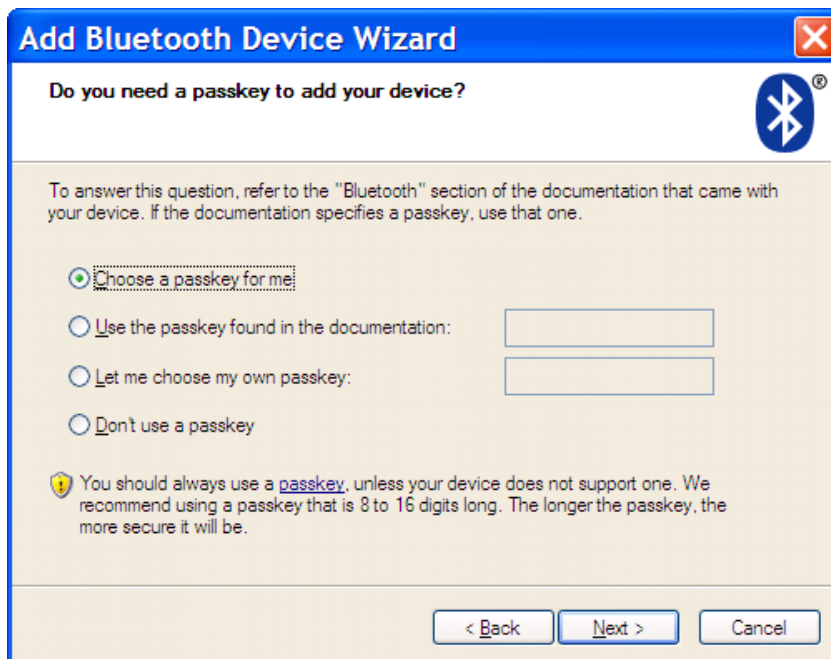 Add Bluetooth Device Wizard
Do you need a passkey to add your device?
®
To answer this question, refer to the "Bluetooth" section of the documentation that came with
your device. If the documentation specifies a passkey, use that one.
Choose a passkey for me
Use the passkey found in the documentation:
Let me choose my own passkey:
Don't use a passkey
You should always use a passkey, unless your device does not support one. We
recommend using a passkey that is 8 to 16 digits long. The longer the passkey, the
more secure it will be.
< Back Next > Cancel